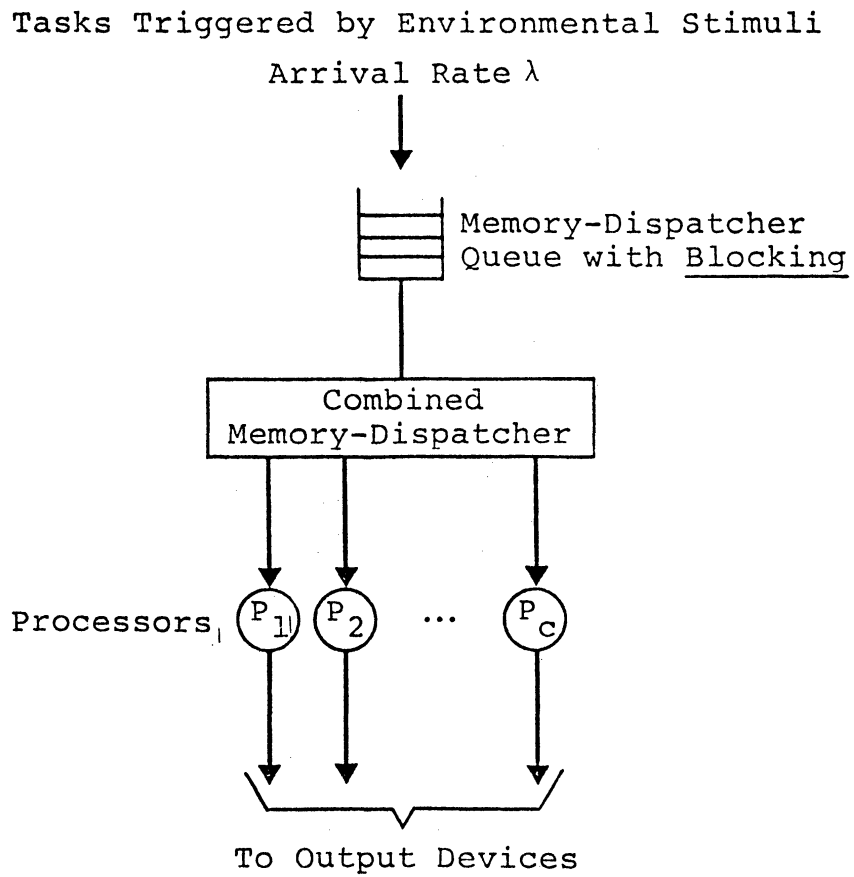 Tasks Triggered by Environmental Stimuli
Arrival Rate λ
Memory-Dispatcher
Queue with Blocking
Combined
Memory-Dispatcher
Processors P1 P2 ... Pc
To Output Devices